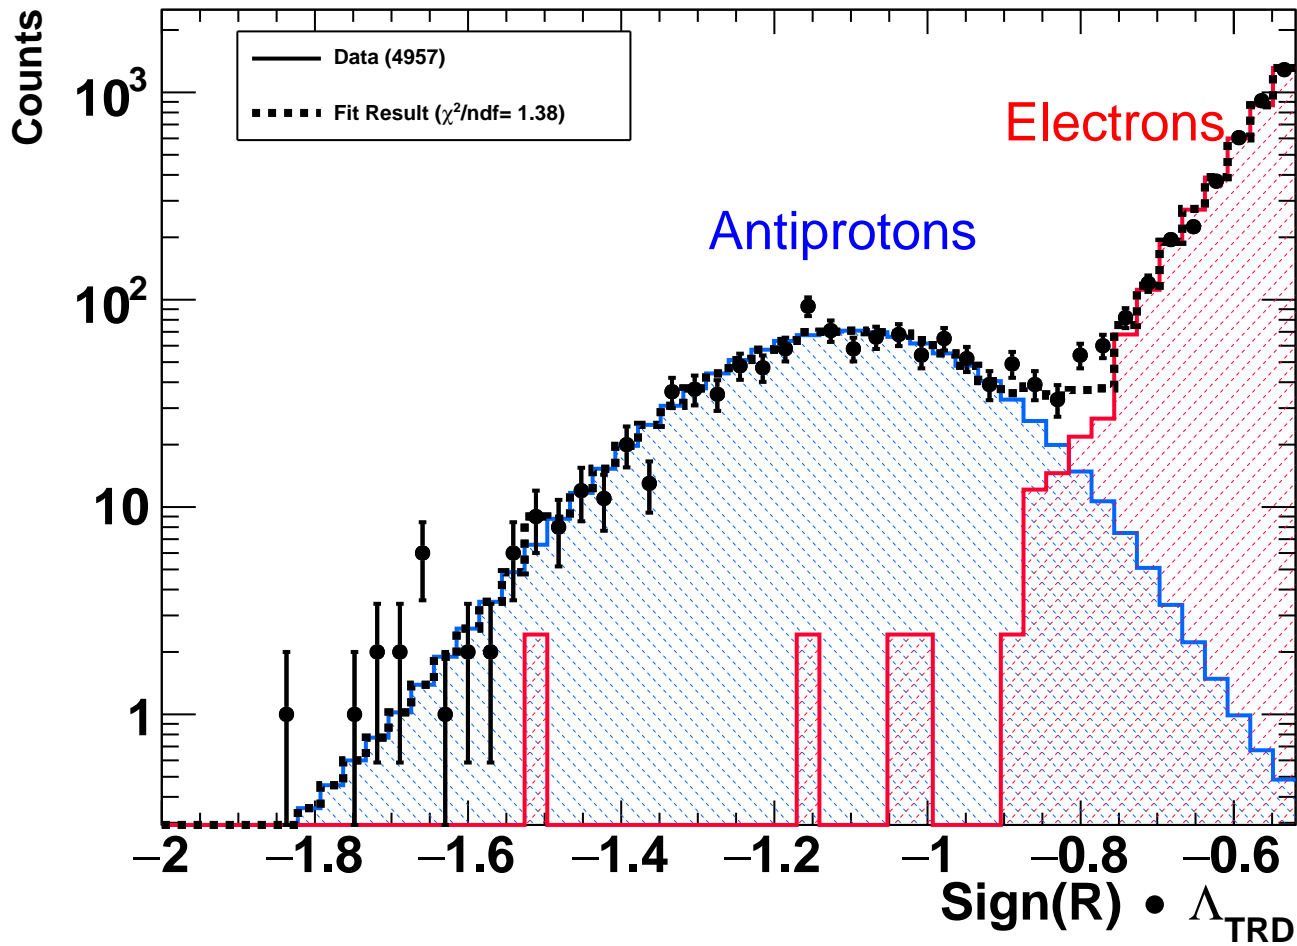 Counts
Data (4957)
Fit Result (χ²/ndf= 1.38)
Electrons
Antiprotons
10³
10²
10
1
−2 −1.8 −1.6 −1.4 −1.2 −1 −0.8 −0.6
Sign(R) • Λ_TRD